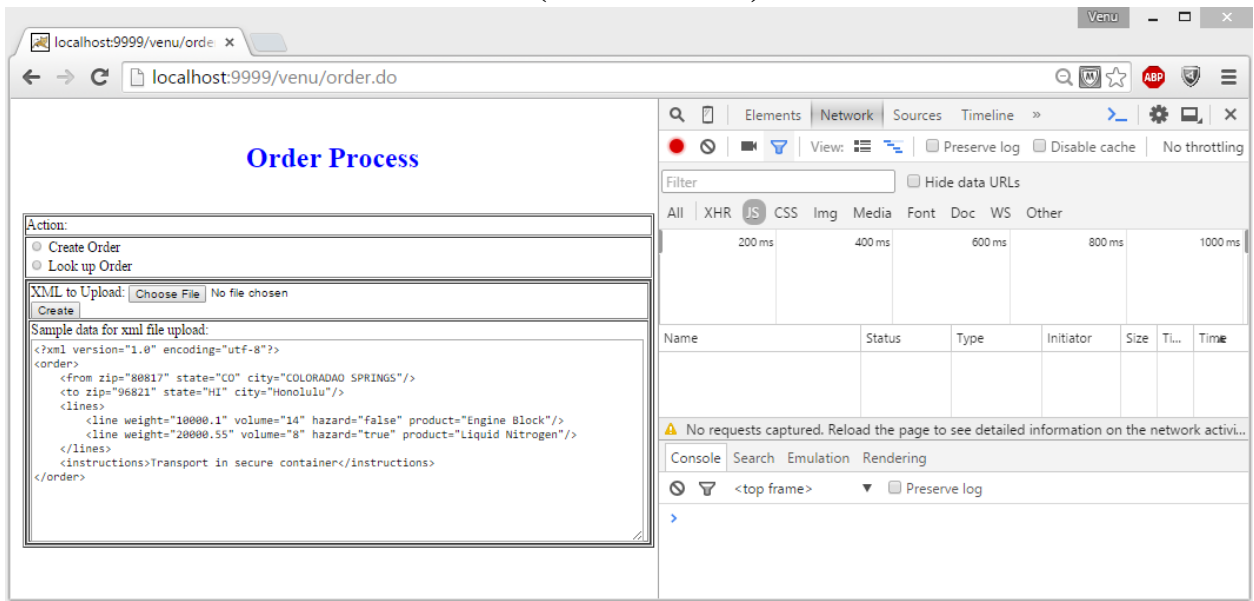 Venu
localhost:9999/venu/orde
localhost:9999/venu/order.do
ABP
Order Process
Action:
Create Order
Look up Order
XML to Upload: Choose File No file chosen
Create
Sample data for xml file upload:
<?xml version="1.0" encoding="utf-8"?>
<order>
    <from zip="80817" state="CO" city="COLORADAO SPRINGS"/>
    <to zip="96821" state="HI" city="Honolulu"/>
    <lines>
        <line weight="10000.1" volume="14" hazard="false" product="Engine Block"/>
        <line weight="20000.55" volume="8" hazard="true" product="Liquid Nitrogen"/>
    </lines>
    <instructions>Transport in secure container</instructions>
</order>
Elements Network Sources Timeline »
View: Preserve log Disable cache No throttling
Filter Hide data URLs
All XHR JS CSS Img Media Font Doc WS Other
200 ms 400 ms 600 ms 800 ms 1000 ms
Name Status Type Initiator Size Ti... Time
No requests captured. Reload the page to see detailed information on the network activi...
Console Search Emulation Rendering
<top frame> ▼ Preserve log
>